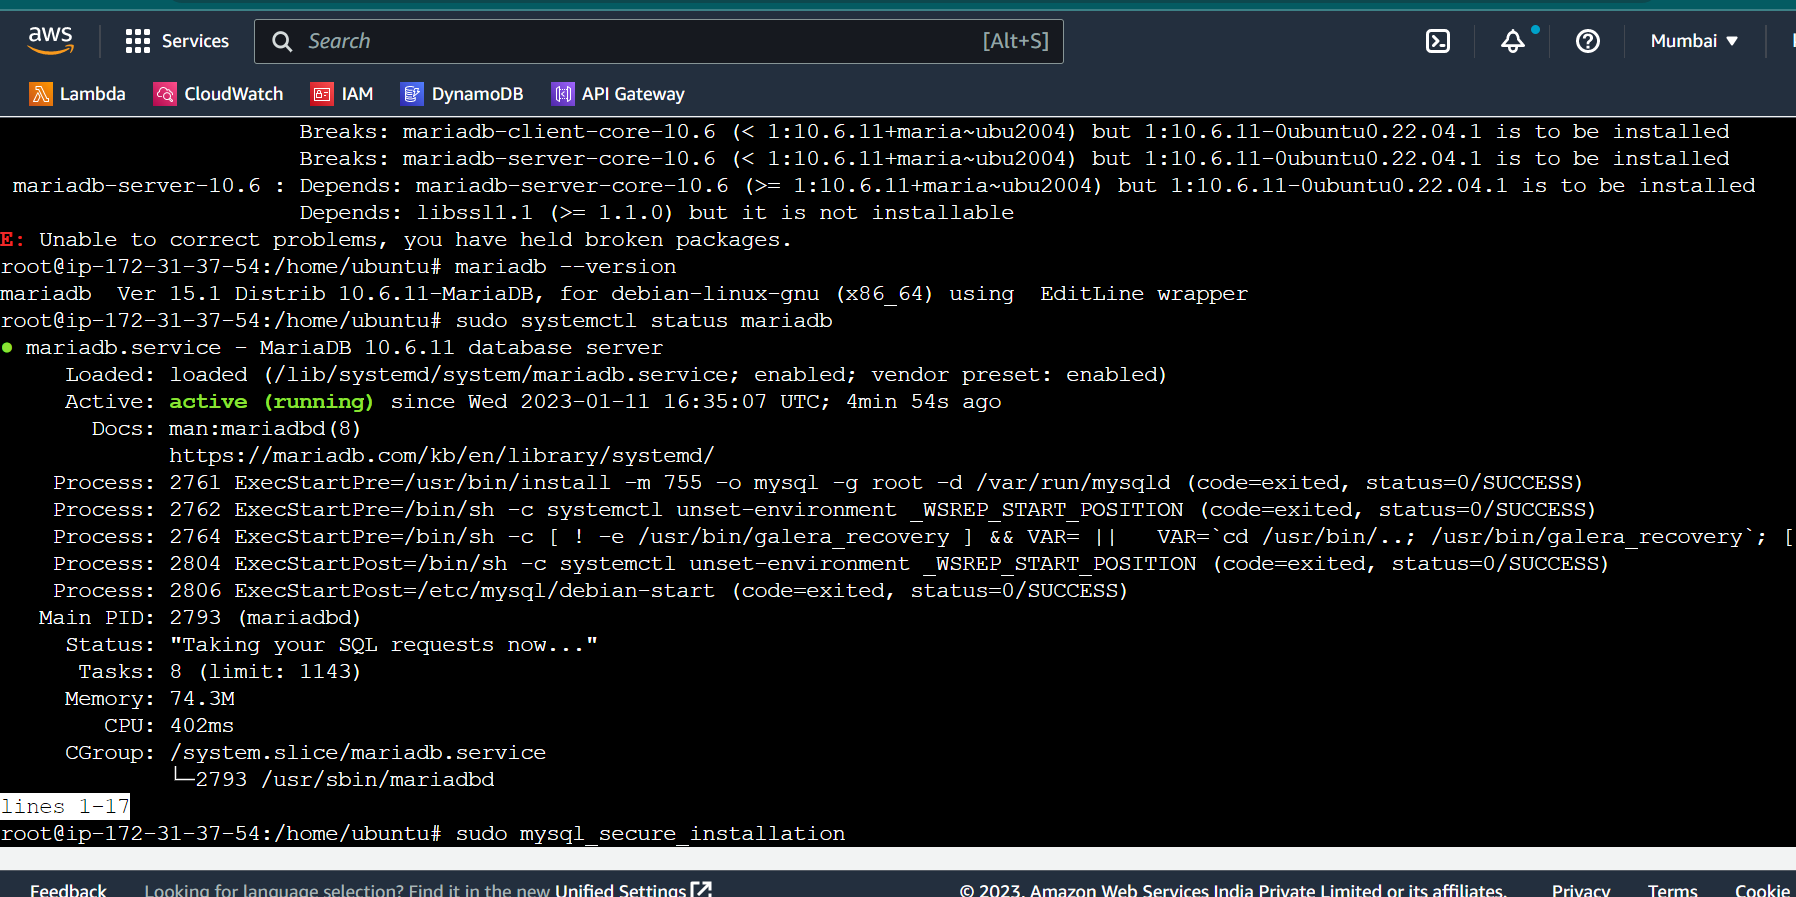 aws
Services
Search
[Alt+S]
Mumbai
Lambda
CloudWatch
IAM
DynamoDB
API Gateway
Breaks: mariadb-client-core-10.6 (< 1:10.6.11+maria~ubu2004) but 1:10.6.11-0ubuntu0.22.04.1 is to be installed
Breaks: mariadb-server-core-10.6 (< 1:10.6.11+maria~ubu2004) but 1:10.6.11-0ubuntu0.22.04.1 is to be installed
mariadb-server-10.6 : Depends: mariadb-server-core-10.6 (>= 1:10.6.11+maria~ubu2004) but 1:10.6.11-0ubuntu0.22.04.1 is to be installed
Depends: libssl1.1 (>= 1.1.0) but it is not installable
E: Unable to correct problems, you have held broken packages.
root@ip-172-31-37-54:/home/ubuntu# mariadb --version
mariadb  Ver 15.1 Distrib 10.6.11-MariaDB, for debian-linux-gnu (x86_64) using  EditLine wrapper
root@ip-172-31-37-54:/home/ubuntu# sudo systemctl status mariadb
● mariadb.service - MariaDB 10.6.11 database server
Loaded: loaded (/lib/systemd/system/mariadb.service; enabled; vendor preset: enabled)
Active: active (running) since Wed 2023-01-11 16:35:07 UTC; 4min 54s ago
Docs: man:mariadbd(8)
https://mariadb.com/kb/en/library/systemd/
Process: 2761 ExecStartPre=/usr/bin/install -m 755 -o mysql -g root -d /var/run/mysqld (code=exited, status=0/SUCCESS)
Process: 2762 ExecStartPre=/bin/sh -c systemctl unset-environment _WSREP_START_POSITION (code=exited, status=0/SUCCESS)
Process: 2764 ExecStartPre=/bin/sh -c [ ! -e /usr/bin/galera_recovery ] && VAR= ||   VAR=`cd /usr/bin/..; /usr/bin/galera_recovery`; [
Process: 2804 ExecStartPost=/bin/sh -c systemctl unset-environment _WSREP_START_POSITION (code=exited, status=0/SUCCESS)
Process: 2806 ExecStartPost=/etc/mysql/debian-start (code=exited, status=0/SUCCESS)
Main PID: 2793 (mariadbd)
Status: "Taking your SQL requests now..."
Tasks: 8 (limit: 1143)
Memory: 74.3M
CPU: 402ms
CGroup: /system.slice/mariadb.service
└─2793 /usr/sbin/mariadbd
lines 1-17
root@ip-172-31-37-54:/home/ubuntu# sudo mysql_secure_installation
Feedback
Looking for language selection? Find it in the new Unified Settings
© 2023, Amazon Web Services India Private Limited or its affiliates.
Privacy
Terms
Cookie